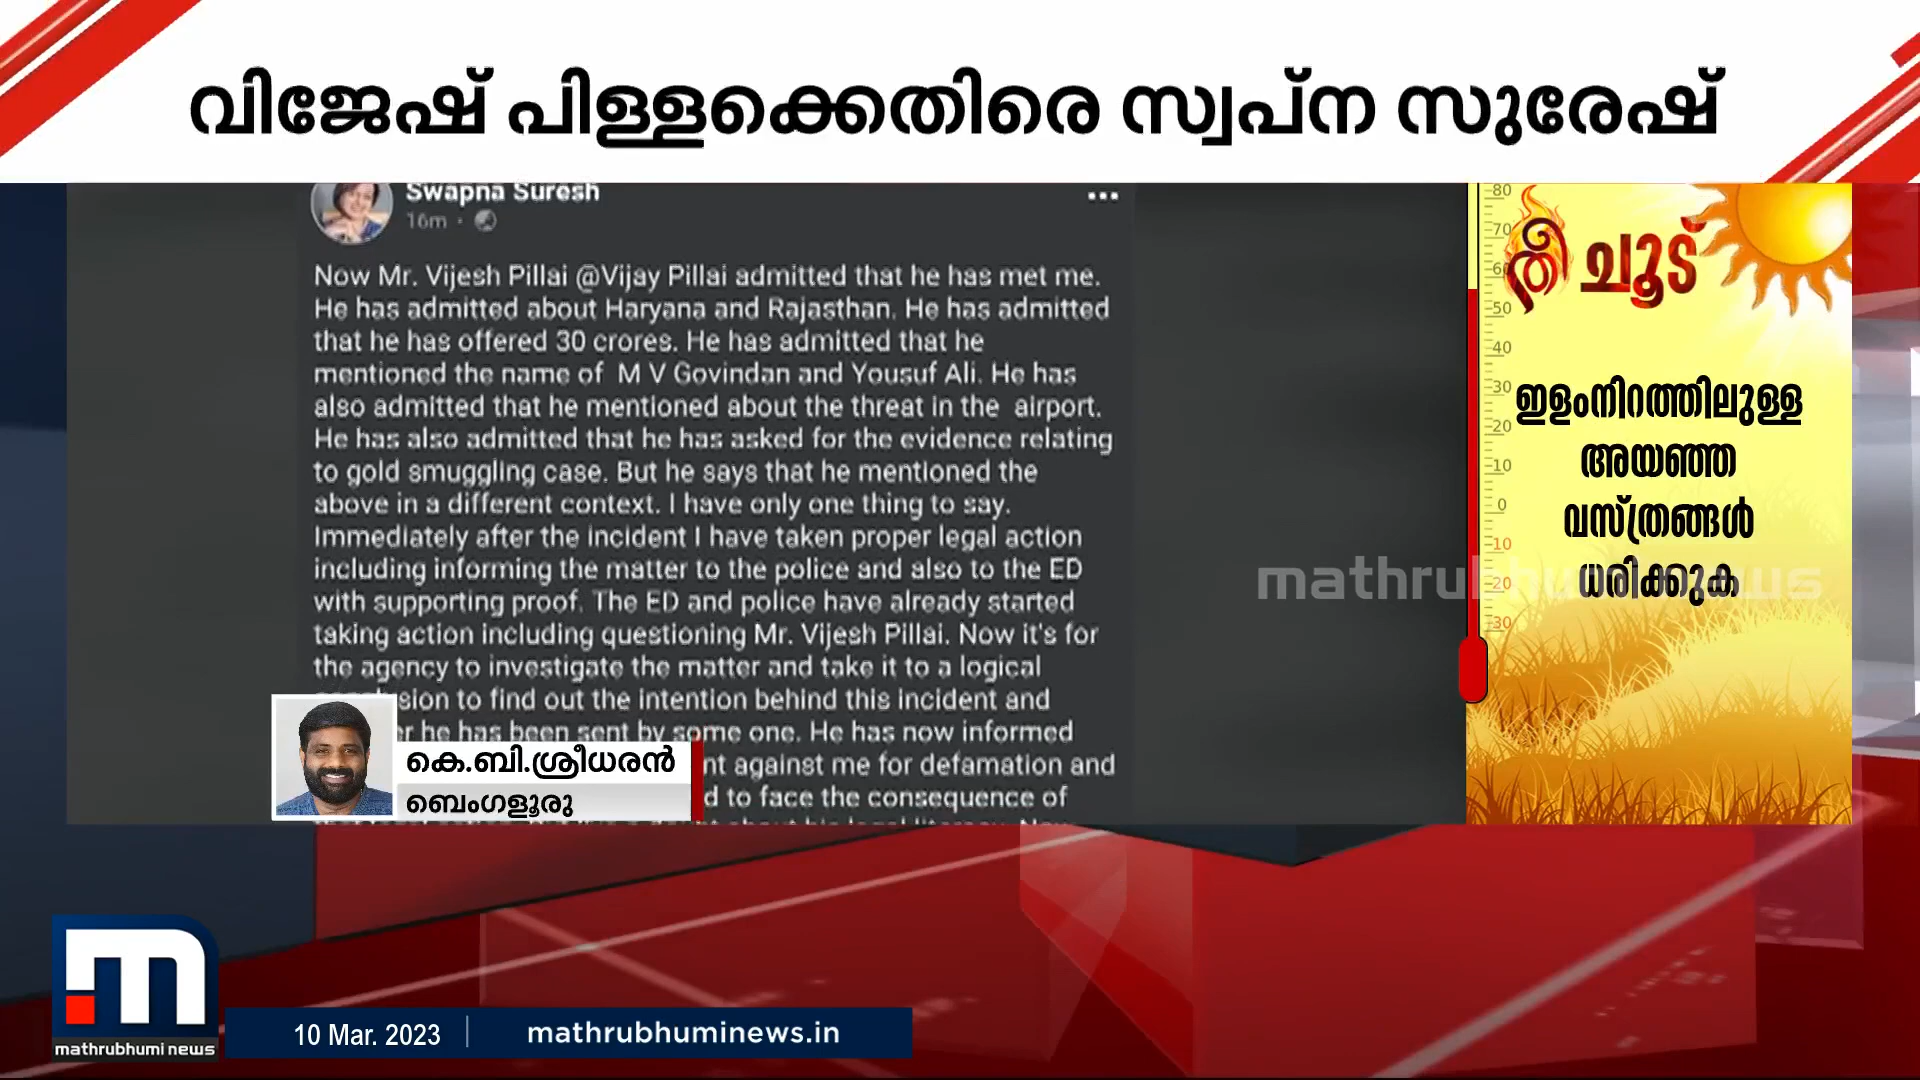 വിജേഷ് പിള്ളക്കെതിരെ സ്വപ്ന സുരേഷ്
Swapna Suresh
16m
Now Mr. Vijesh Pillai @Vijay Pillai admitted that he has met me.
He has admitted about Haryana and Rajasthan. He has admitted
that he has offered 30 crores. He has admitted that he
mentioned the name of M V Govindan and Yousuf Ali. He has
also admitted that he mentioned about the threat in the airport.
He has also admitted that he has asked for the evidence relating
to gold smuggling case. But he says that he mentioned the
above in a different context. I have only one thing to say.
Immediately after the incident I have taken proper legal action
including informing the matter to the police and also to the ED
with supporting proof. The ED and police have already started
taking action including questioning Mr. Vijesh Pillai. Now it's for
the agency to investigate the matter and take it to a logical
sion to find out the intention behind this incident and
r he has been sent by some one. He has now informed
nt against me for defamation and
d to face the consequence of
കെ.ബി.ശ്രീധരൻ
ബെംഗളൂരു
തീ ചൂട്
80
70
60
50
40
30
20
10
0
-10
-20
-30
ഇളംനിറത്തിലുള്ള
അയഞ്ഞ
വസ്ത്രങ്ങൾ
ധരിക്കുക
mathrubhumi news
mathrubhumi news
10 Mar. 2023
mathrubhuminews.in